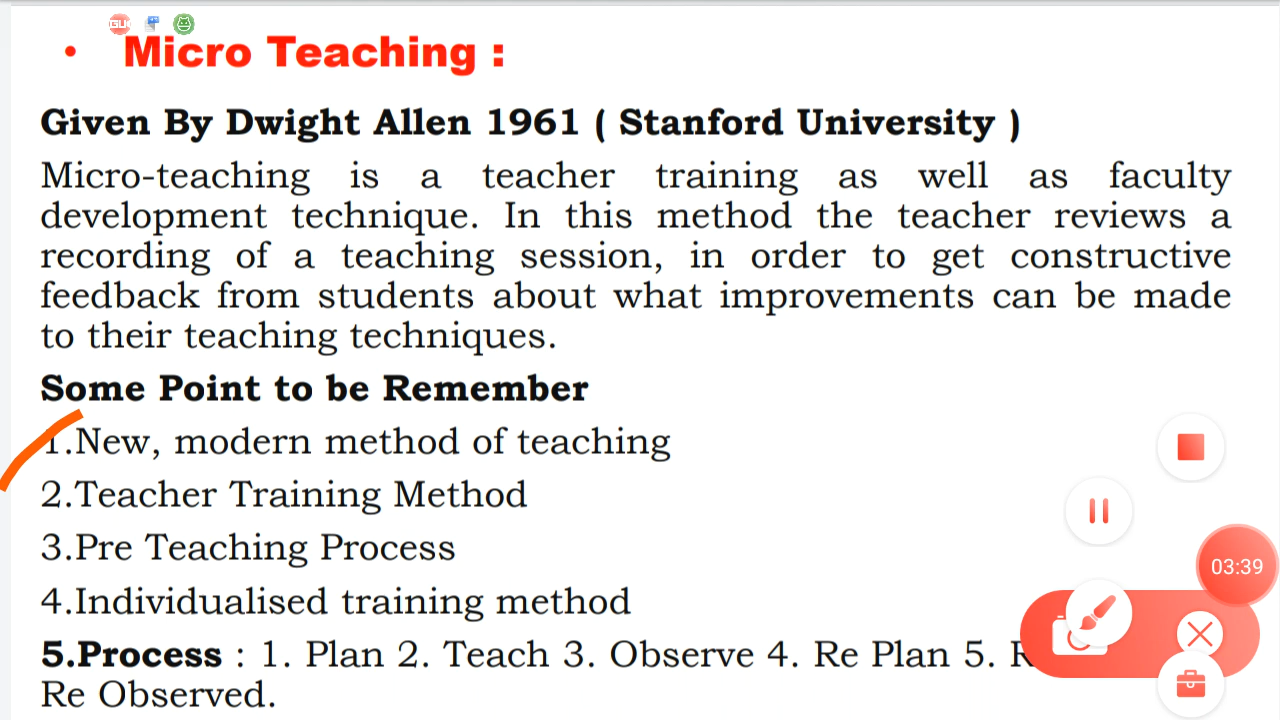 • Micro Teaching :
Given By Dwight Allen 1961 ( Stanford University )
Micro-teaching is a teacher training as well as faculty
development technique. In this method the teacher reviews a
recording of a teaching session, in order to get constructive
feedback from students about what improvements can be made
to their teaching techniques.
Some Point to be Remember
1.New, modern method of teaching
2.Teacher Training Method
3.Pre Teaching Process
03:39
4.Individualised training method
5.Process : 1. Plan 2. Teach 3. Observe 4. Re Plan 5.
Re Observed.